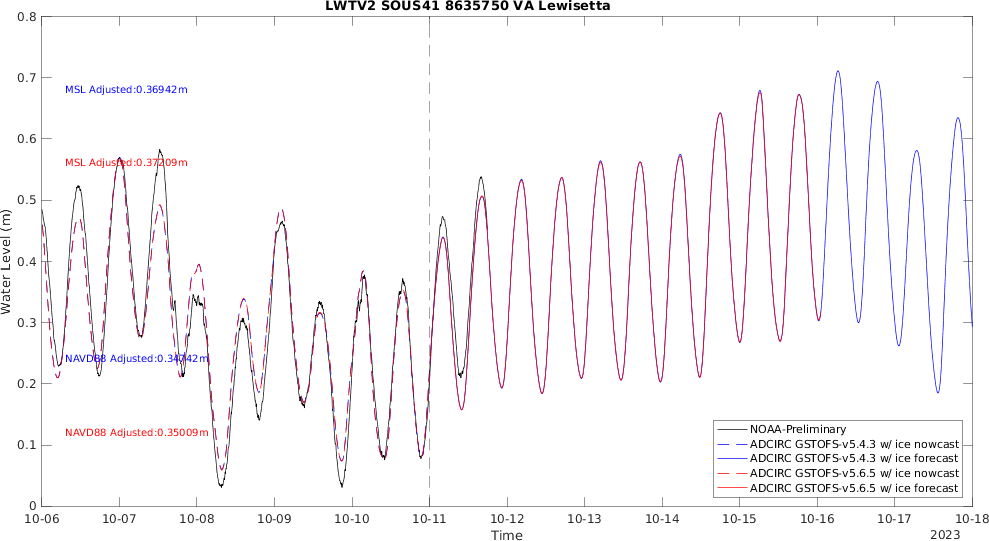 LWTV2 SOUS41 8635750 VA Lewisetta
0.8
0.7
0.6
0.5
0.4
0.3
0.2
0.1
0
Water Level (m)
MSL Adjusted:0.36942m
MSL Adjusted:0.37209m
NAVD88 Adjusted:0.34742m
NAVD88 Adjusted:0.35009m
NOAA-Preliminary
ADCIRC GSTOFS-v5.4.3 w/ ice nowcast
ADCIRC GSTOFS-v5.4.3 w/ ice forecast
ADCIRC GSTOFS-v5.6.5 w/ ice nowcast
ADCIRC GSTOFS-v5.6.5 w/ ice forecast
10-06 10-07 10-08 10-09 10-10 10-11 10-12 10-13 10-14 10-15 10-16 10-17 10-18
Time
2023